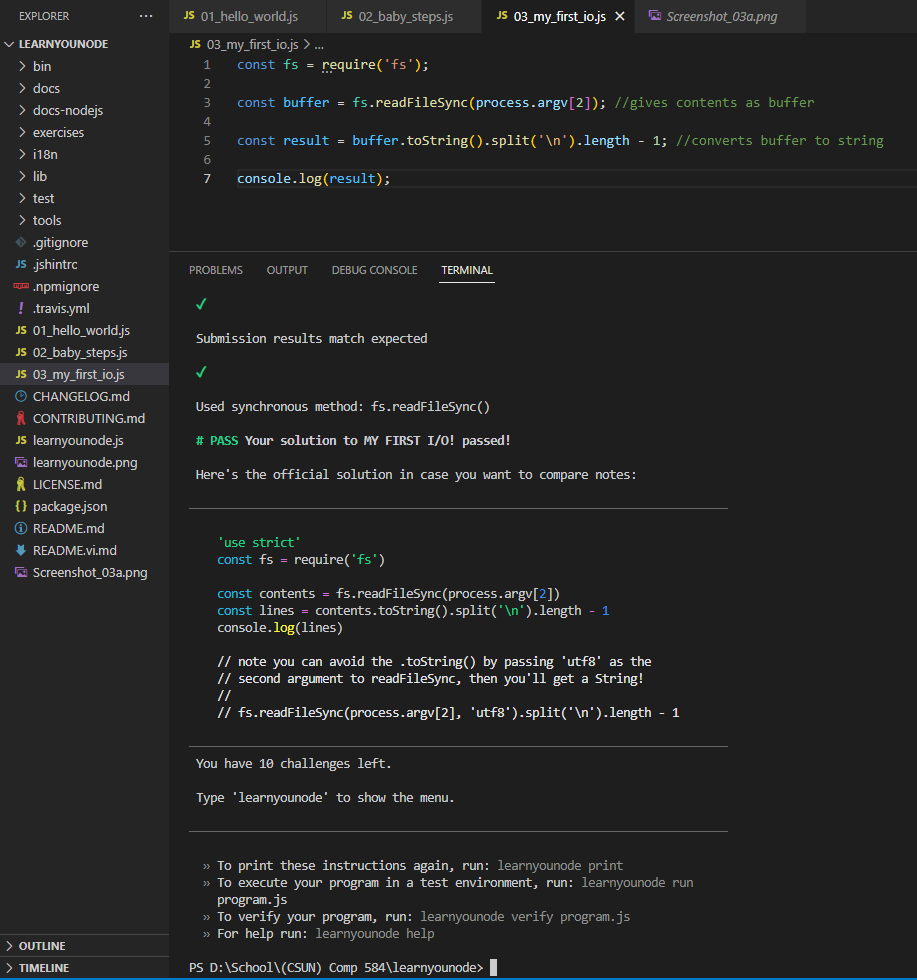 EXPLORER ···
LEARNYOUNODE
bin
docs
docs-nodejs
exercises
i18n
lib
test
tools
.gitignore
JS .jshintrc
npm .npmignore
! .travis.yml
JS 01_hello_world.js
JS 02_baby_steps.js
JS 03_my_first_io.js
CHANGELOG.md
CONTRIBUTING.md
JS learnyounode.js
learnyounode.png
LICENSE.md
{} package.json
README.md
README.vi.md
Screenshot_03a.png
OUTLINE
TIMELINE
JS 01_hello_world.js JS 02_baby_steps.js JS 03_my_first_io.js × Screenshot_03a.png
JS 03_my_first_io.js > ...
1 const fs = require('fs');
2
3 const buffer = fs.readFileSync(process.argv[2]); //gives contents as buffer
4
5 const result = buffer.toString().split('\n').length - 1; //converts buffer to string
6
7 console.log(result);
PROBLEMS OUTPUT DEBUG CONSOLE TERMINAL
✓
Submission results match expected
✓
Used synchronous method: fs.readFileSync()
# PASS Your solution to MY FIRST I/O! passed!
Here's the official solution in case you want to compare notes:
'use strict'
const fs = require('fs')
const contents = fs.readFileSync(process.argv[2])
const lines = contents.toString().split('\n').length - 1
console.log(lines)
// note you can avoid the .toString() by passing 'utf8' as the
// second argument to readFileSync, then you'll get a String!
//
// fs.readFileSync(process.argv[2], 'utf8').split('\n').length - 1
You have 10 challenges left.
Type 'learnyounode' to show the menu.
» To print these instructions again, run: learnyounode print
» To execute your program in a test environment, run: learnyounode run
program.js
» To verify your program, run: learnyounode verify program.js
» For help run: learnyounode help
PS D:\School\(CSUN) Comp 584\learnyounode>